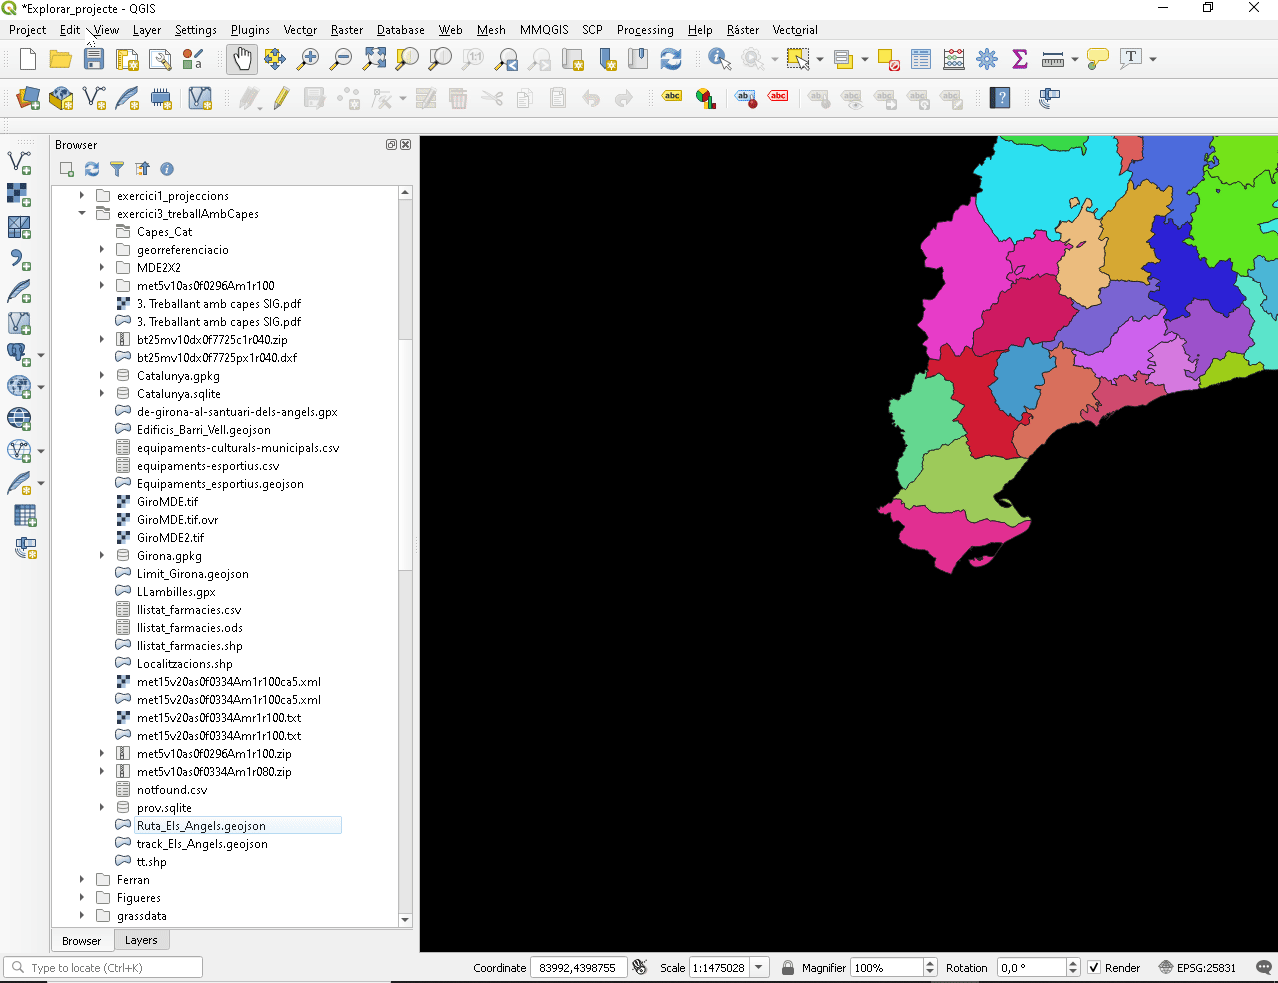 *Explorar_projecte - QGIS
Project Edit View Layer Settings Plugins Vector Raster Database Web Mesh MMQGIS SCP Processing Help Ràster Vectorial
Browser
exercici1_projeccions
exercici3_treballAmbCapes
Capes_Cat
georreferenciacio
MDE2X2
met5v10as0f0296Am1r100
3. Treballant amb capes SIG.pdf
3. Treballant amb capes SIG.pdf
bt25mv10dx0f7725c1r040.zip
bt25mv10dx0f7725px1r040.dxf
Catalunya.gpkg
Catalunya.sqlite
de-girona-al-santuari-dels-angels.gpx
Edificis_Barri_Vell.geojson
equipaments-culturals-municipals.csv
equipaments-esportius.csv
Equipaments_esportius.geojson
GiroMDE.tif
GiroMDE.tif.ovr
GiroMDE2.tif
Girona.gpkg
Limit_Girona.geojson
LLambilles.gpx
llistat_farmacies.csv
llistat_farmacies.ods
llistat_farmacies.shp
Localitzacions.shp
met15v20as0f0334Am1r100ca5.xml
met15v20as0f0334Am1r100ca5.xml
met15v20as0f0334Amr1r100.txt
met15v20as0f0334Amr1r100.txt
met5v10as0f0296Am1r100.zip
met5v10as0f0334Am1r080.zip
notfound.csv
prov.sqlite
Ruta_Els_Angels.geojson
track_Els_Angels.geojson
tt.shp
Ferran
Figueres
grassdata
Browser Layers
Type to locate (Ctrl+K) Coordinate 83992,4398755 Scale 1:1475028 Magnifier 100% Rotation 0,0 ° Render EPSG:25831